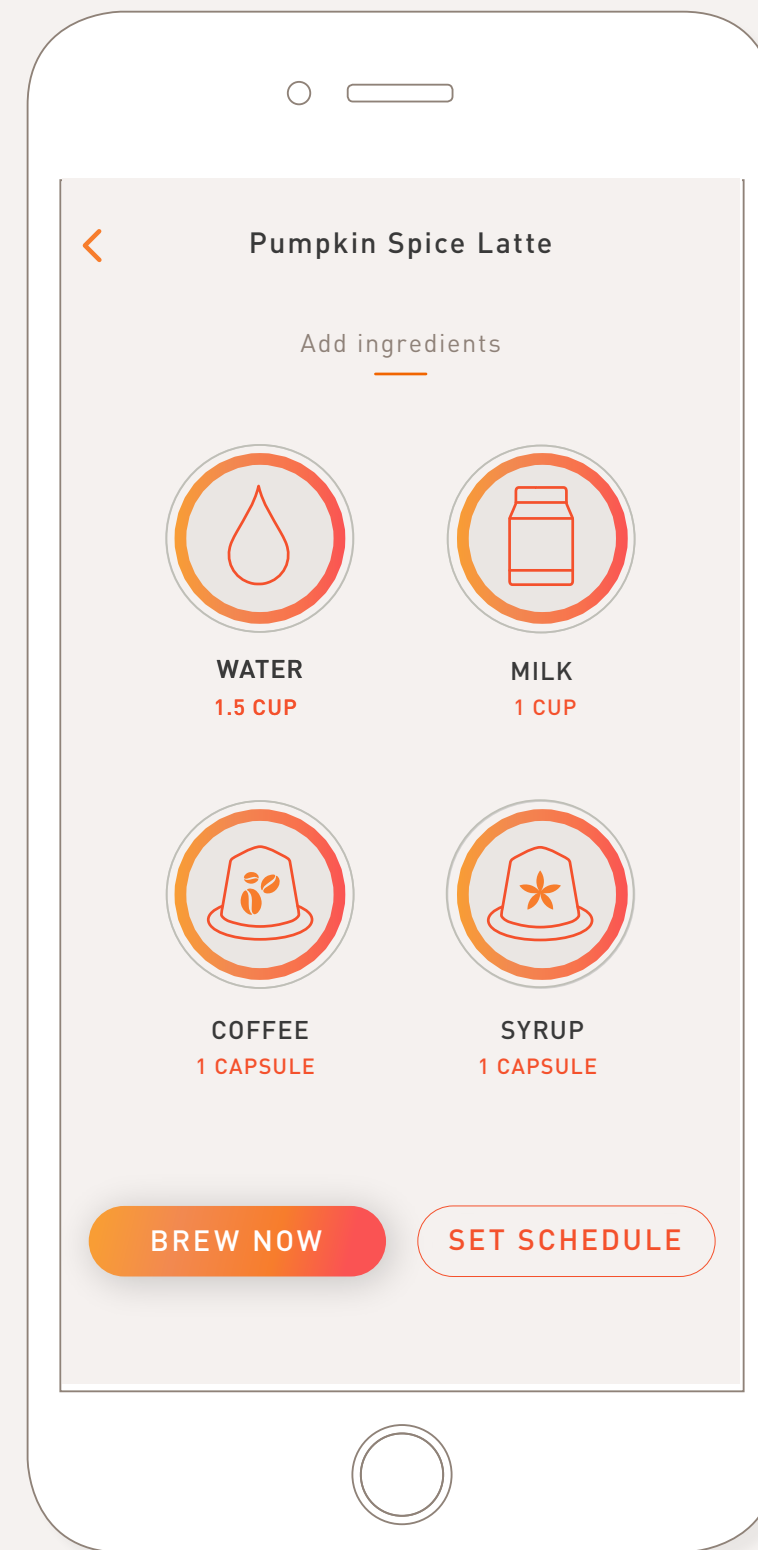 Pumpkin Spice Latte
Add ingredients
WATER
1.5 CUP
MILK
1 CUP
COFFEE
1 CAPSULE
SYRUP
1 CAPSULE
BREW NOW
SET SCHEDULE